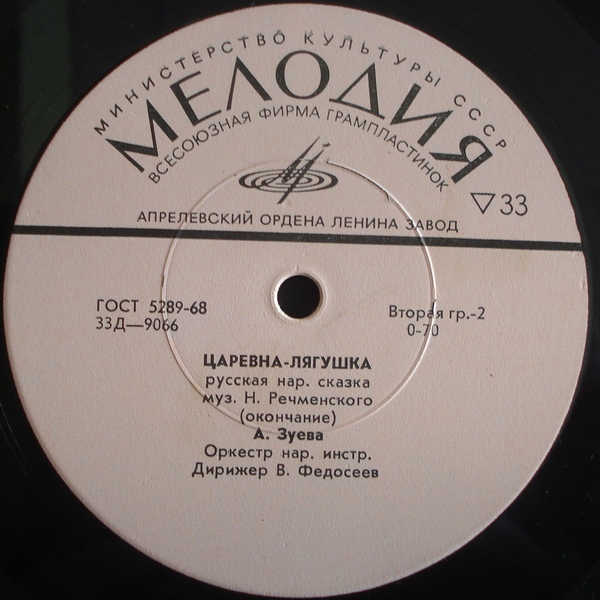 МИНИСТЕРСТВО КУЛЬТУРЫ СССР
МЕЛОДИЯ
ВСЕСОЮЗНАЯ ФИРМА ГРАМПЛАСТИНОК
▽33
АПРЕЛЕВСКИЙ ОРДЕНА ЛЕНИНА ЗАВОД
ГОСТ 5289-68
33Д—9066
Вторая гр.-2
0-70
ЦАРЕВНА-ЛЯГУШКА
русская нар. сказка
муз. Н. Речменского
(окончание)
А. Зуева
Оркестр нар. инстр.
Дирижер В. Федосеев